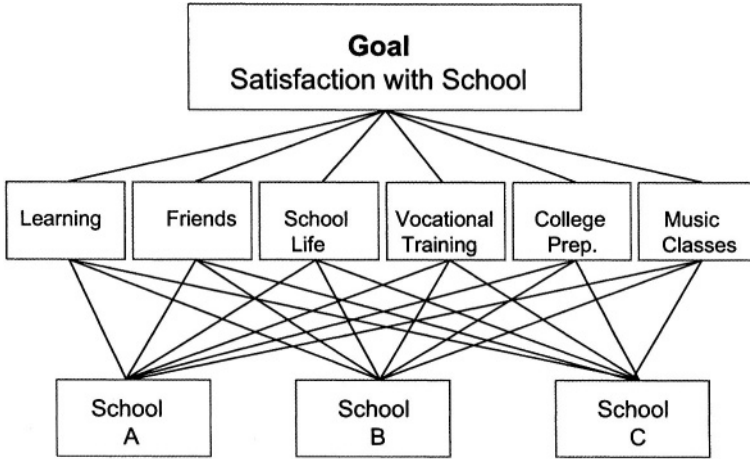 Goal
Satisfaction with School
Learning
Friends
School
Life
Vocational
Training
College
Prep.
Music
Classes
School
A
School
B
School
C